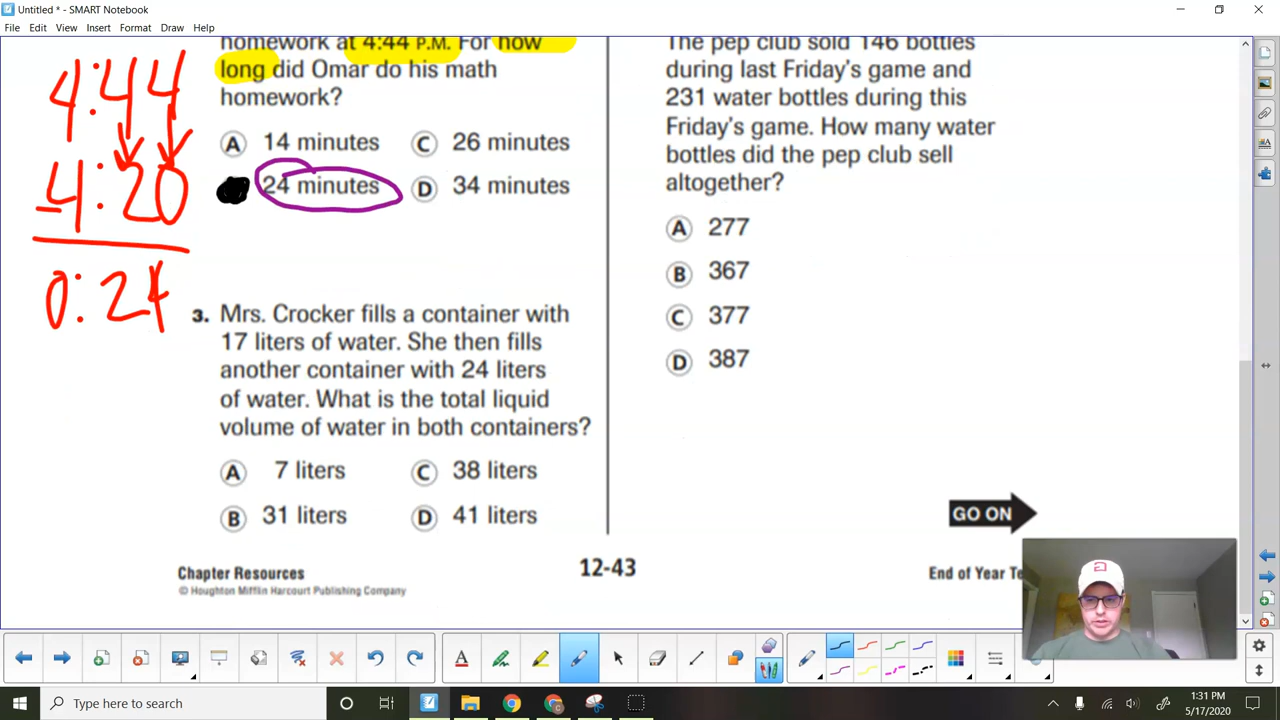 Untitled * - SMART Notebook
File Edit View Insert Format Draw Help
4:44
- 4:20
0:24
homework at 4:44 P.M. For how
long did Omar do his math
homework?
A 14 minutes C 26 minutes
24 minutes D 34 minutes
3. Mrs. Crocker fills a container with
17 liters of water. She then fills
another container with 24 liters
of water. What is the total liquid
volume of water in both containers?
A 7 liters C 38 liters
B 31 liters D 41 liters
The pep club sold 146 bottles
during last Friday's game and
231 water bottles during this
Friday's game. How many water
bottles did the pep club sell
altogether?
A 277
B 367
C 377
D 387
GO ON
Chapter Resources
© Houghton Mifflin Harcourt Publishing Company
12-43
End of Year Te
Type here to search
1:31 PM
5/17/2020